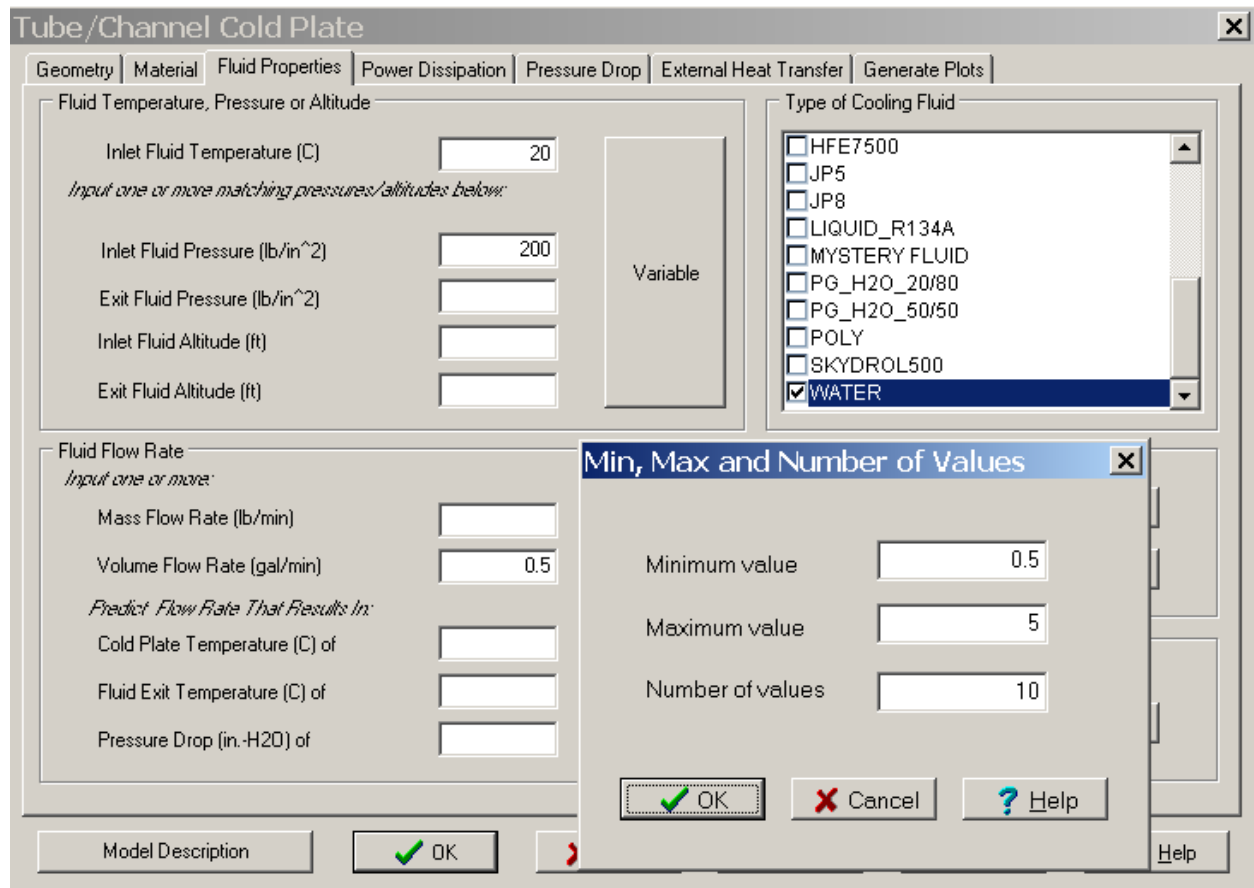 Tube/Channel Cold Plate
Geometry Material Fluid Properties Power Dissipation Pressure Drop External Heat Transfer Generate Plots
Fluid Temperature, Pressure or Altitude
Inlet Fluid Temperature (C) 20
Input one or more matching pressures/altitudes below:
Inlet Fluid Pressure (lb/in^2) 200
Exit Fluid Pressure (lb/in^2)
Inlet Fluid Altitude (ft)
Exit Fluid Altitude (ft)
Variable
Type of Cooling Fluid
HFE7500
JP5
JP8
LIQUID_R134A
MYSTERY FLUID
PG_H2O_20/80
PG_H2O_50/50
POLY
SKYDROL500
WATER
Fluid Flow Rate
Input one or more:
Mass Flow Rate (lb/min)
Volume Flow Rate (gal/min) 0.5
Predict Flow Rate That Results In:
Cold Plate Temperature (C) of
Fluid Exit Temperature (C) of
Pressure Drop (in.-H2O) of
Min, Max and Number of Values
Minimum value 0.5
Maximum value 5
Number of values 10
OK Cancel Help
Model Description OK Help